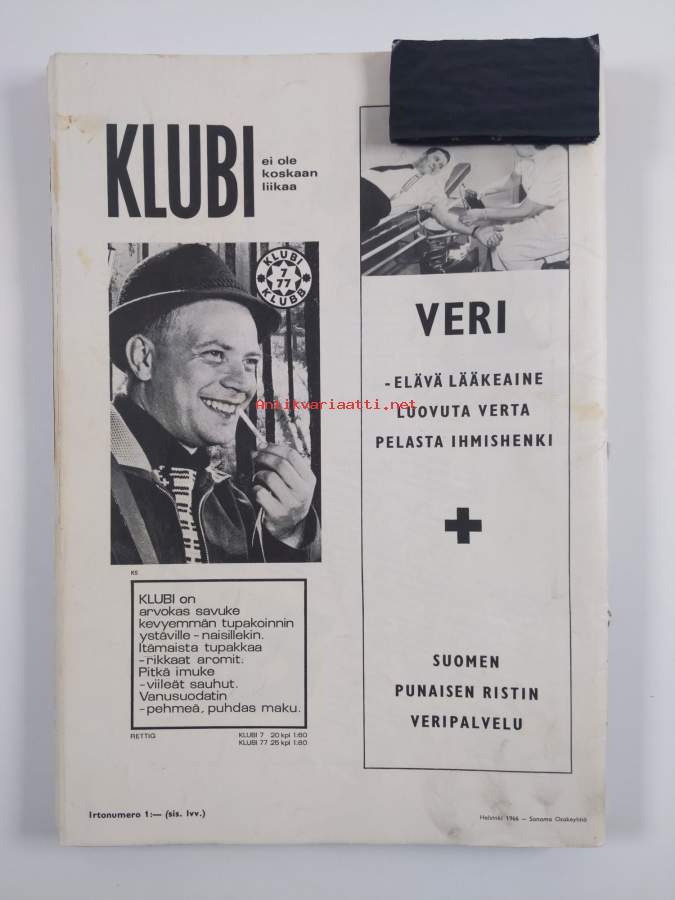 KLUBI
ei ole
koskaan
liikaa
KLUBI
7
77
KLUBB
KS
KLUBI on
arvokas savuke
kevyemmän tupakoinnin
ystäville – naisillekin.
Itämaista tupakkaa
– rikkaat aromit.
Pitkä imuke
– viileät sauhut.
Vanusuodatin
– pehmeä, puhdas maku.
RETTIG
KLUBI 7 20 kpl 1:60
KLUBI 77 25 kpl 1:80
VERI
- ELÄVÄ LÄÄKEAINE
LUOVUTA VERTA
PELASTA IHMISHENKI
SUOMEN
PUNAISEN RISTIN
VERIPALVELU
Irtonumero 1:— (sis. lvv.)
Helsinki 1966 — Sanoma Osakeyhtiö
Antikvariaatti.net